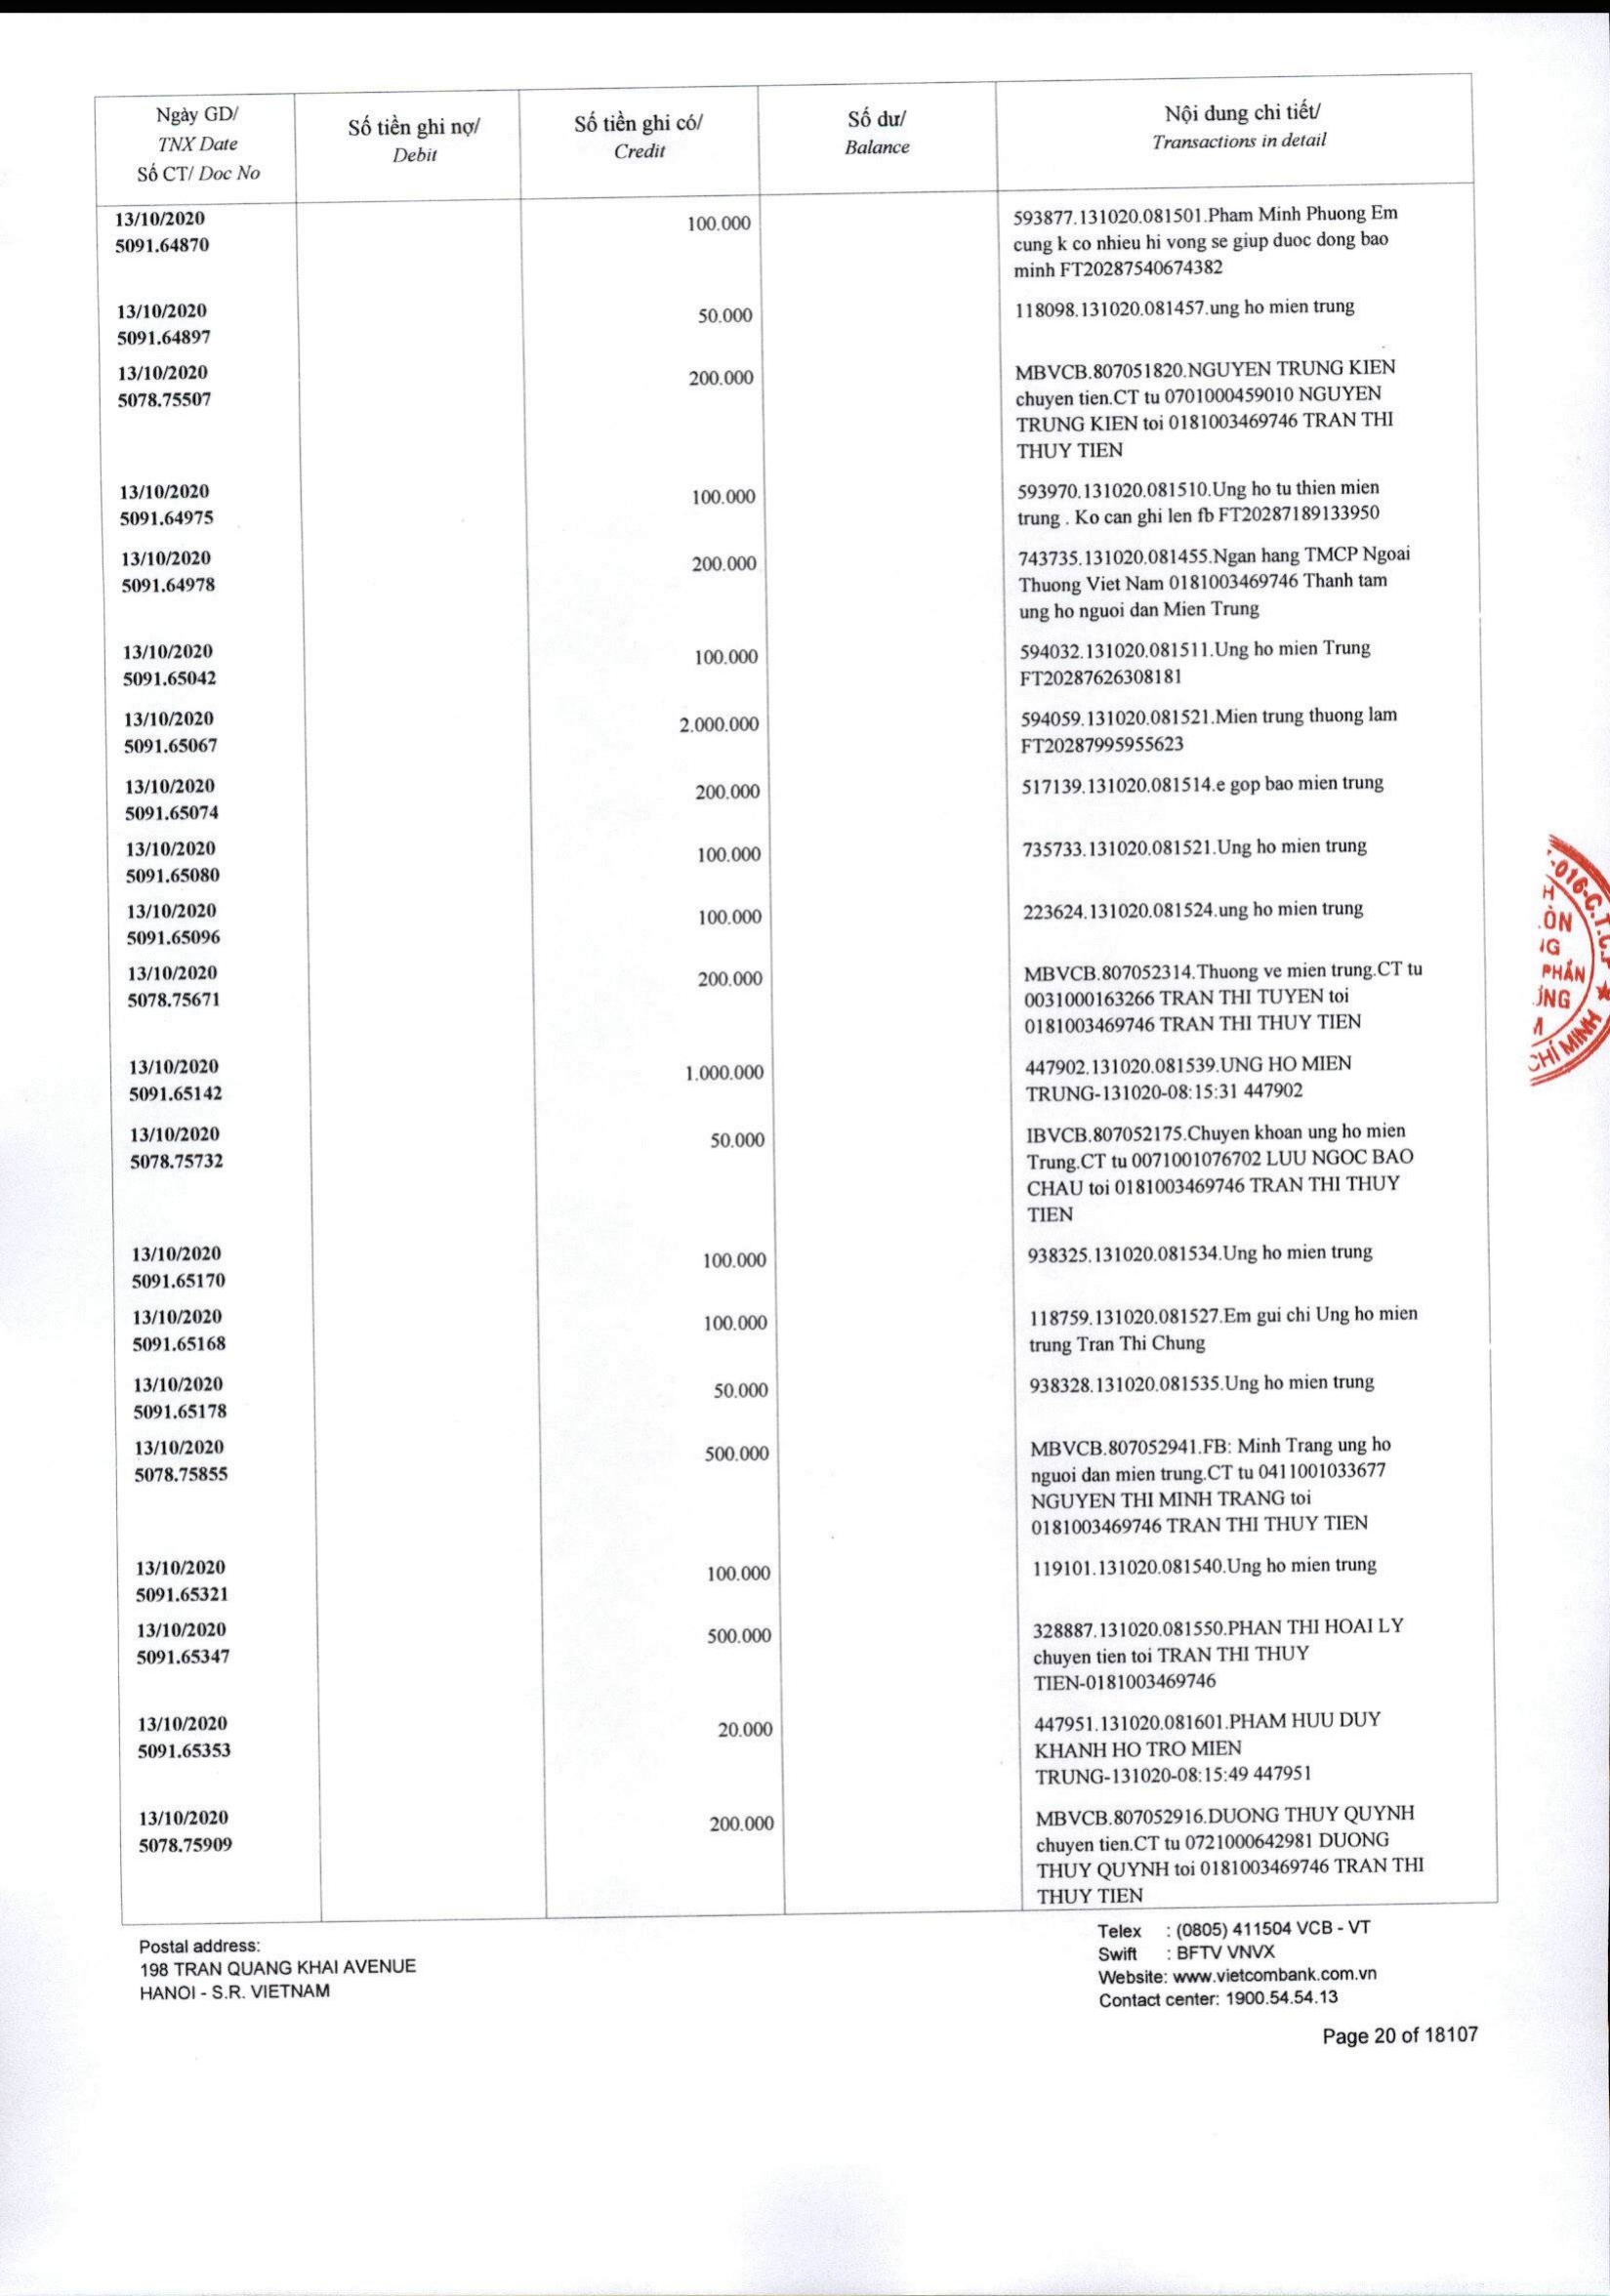 Ngày GD/
TNX Date
Số CT/ Doc No
Số tiền ghi nợ/
Debit
Số tiền ghi có/
Credit
Số dư/
Balance
Nội dung chi tiết/
Transactions in detail
13/10/2020
5091.64870
100.000
593877.131020.081501.Pham Minh Phuong Em
cung k co nhieu hi vong se giup duoc dong bao
minh FT20287540674382
13/10/2020
5091.64897
50.000
118098.131020.081457.ung ho mien trung
13/10/2020
5078.75507
200.000
MBVCB.807051820.NGUYEN TRUNG KIEN
chuyen tien.CT tu 0701000459010 NGUYEN
TRUNG KIEN toi 0181003469746 TRAN THI
THUY TIEN
13/10/2020
5091.64975
100.000
593970.131020.081510.Ung ho tu thien mien
trung . Ko can ghi len fb FT20287189133950
13/10/2020
5091.64978
200.000
743735.131020.081455.Ngan hang TMCP Ngoai
Thuong Viet Nam 0181003469746 Thanh tam
ung ho nguoi dan Mien Trung
13/10/2020
5091.65042
100.000
594032.131020.081511.Ung ho mien Trung
FT20287626308181
13/10/2020
5091.65067
2.000.000
594059.131020.081521.Mien trung thuong lam
FT20287995955623
13/10/2020
5091.65074
200.000
517139.131020.081514.e gop bao mien trung
13/10/2020
5091.65080
100.000
735733.131020.081521.Ung ho mien trung
13/10/2020
5091.65096
100.000
223624.131020.081524.ung ho mien trung
13/10/2020
5078.75671
200.000
MBVCB.807052314.Thuong ve mien trung.CT tu
0031000163266 TRAN THI TUYEN toi
0181003469746 TRAN THI THUY TIEN
13/10/2020
5091.65142
1.000.000
447902.131020.081539.UNG HO MIEN
TRUNG-131020-08:15:31 447902
13/10/2020
5078.75732
50.000
IBVCB.807052175.Chuyen khoan ung ho mien
Trung.CT tu 0071001076702 LUU NGOC BAO
CHAU toi 0181003469746 TRAN THI THUY
TIEN
13/10/2020
5091.65170
100.000
938325.131020.081534.Ung ho mien trung
13/10/2020
5091.65168
100.000
118759.131020.081527.Em gui chi Ung ho mien
trung Tran Thi Chung
13/10/2020
5091.65178
50.000
938328.131020.081535.Ung ho mien trung
13/10/2020
5078.75855
500.000
MBVCB.807052941.FB: Minh Trang ung ho
nguoi dan mien trung.CT tu 0411001033677
NGUYEN THI MINH TRANG toi
0181003469746 TRAN THI THUY TIEN
13/10/2020
5091.65321
100.000
119101.131020.081540.Ung ho mien trung
13/10/2020
5091.65347
500.000
328887.131020.081550.PHAN THI HOAI LY
chuyen tien toi TRAN THI THUY
TIEN-0181003469746
13/10/2020
5091.65353
20.000
447951.131020.081601.PHAM HUU DUY
KHANH HO TRO MIEN
TRUNG-131020-08:15:49 447951
13/10/2020
5078.75909
200.000
MBVCB.807052916.DUONG THUY QUYNH
chuyen tien.CT tu 0721000642981 DUONG
THUY QUYNH toi 0181003469746 TRAN THI
THUY TIEN
-016-C.T.C.P
H
ÒN
NG
PHẦN
ƠNG
M
CHÍ MINH
Postal address:
198 TRAN QUANG KHAI AVENUE
HANOI - S.R. VIETNAM
Telex : (0805) 411504 VCB - VT
Swift : BFTV VNVX
Website: www.vietcombank.com.vn
Contact center: 1900.54.54.13
Page 20 of 18107